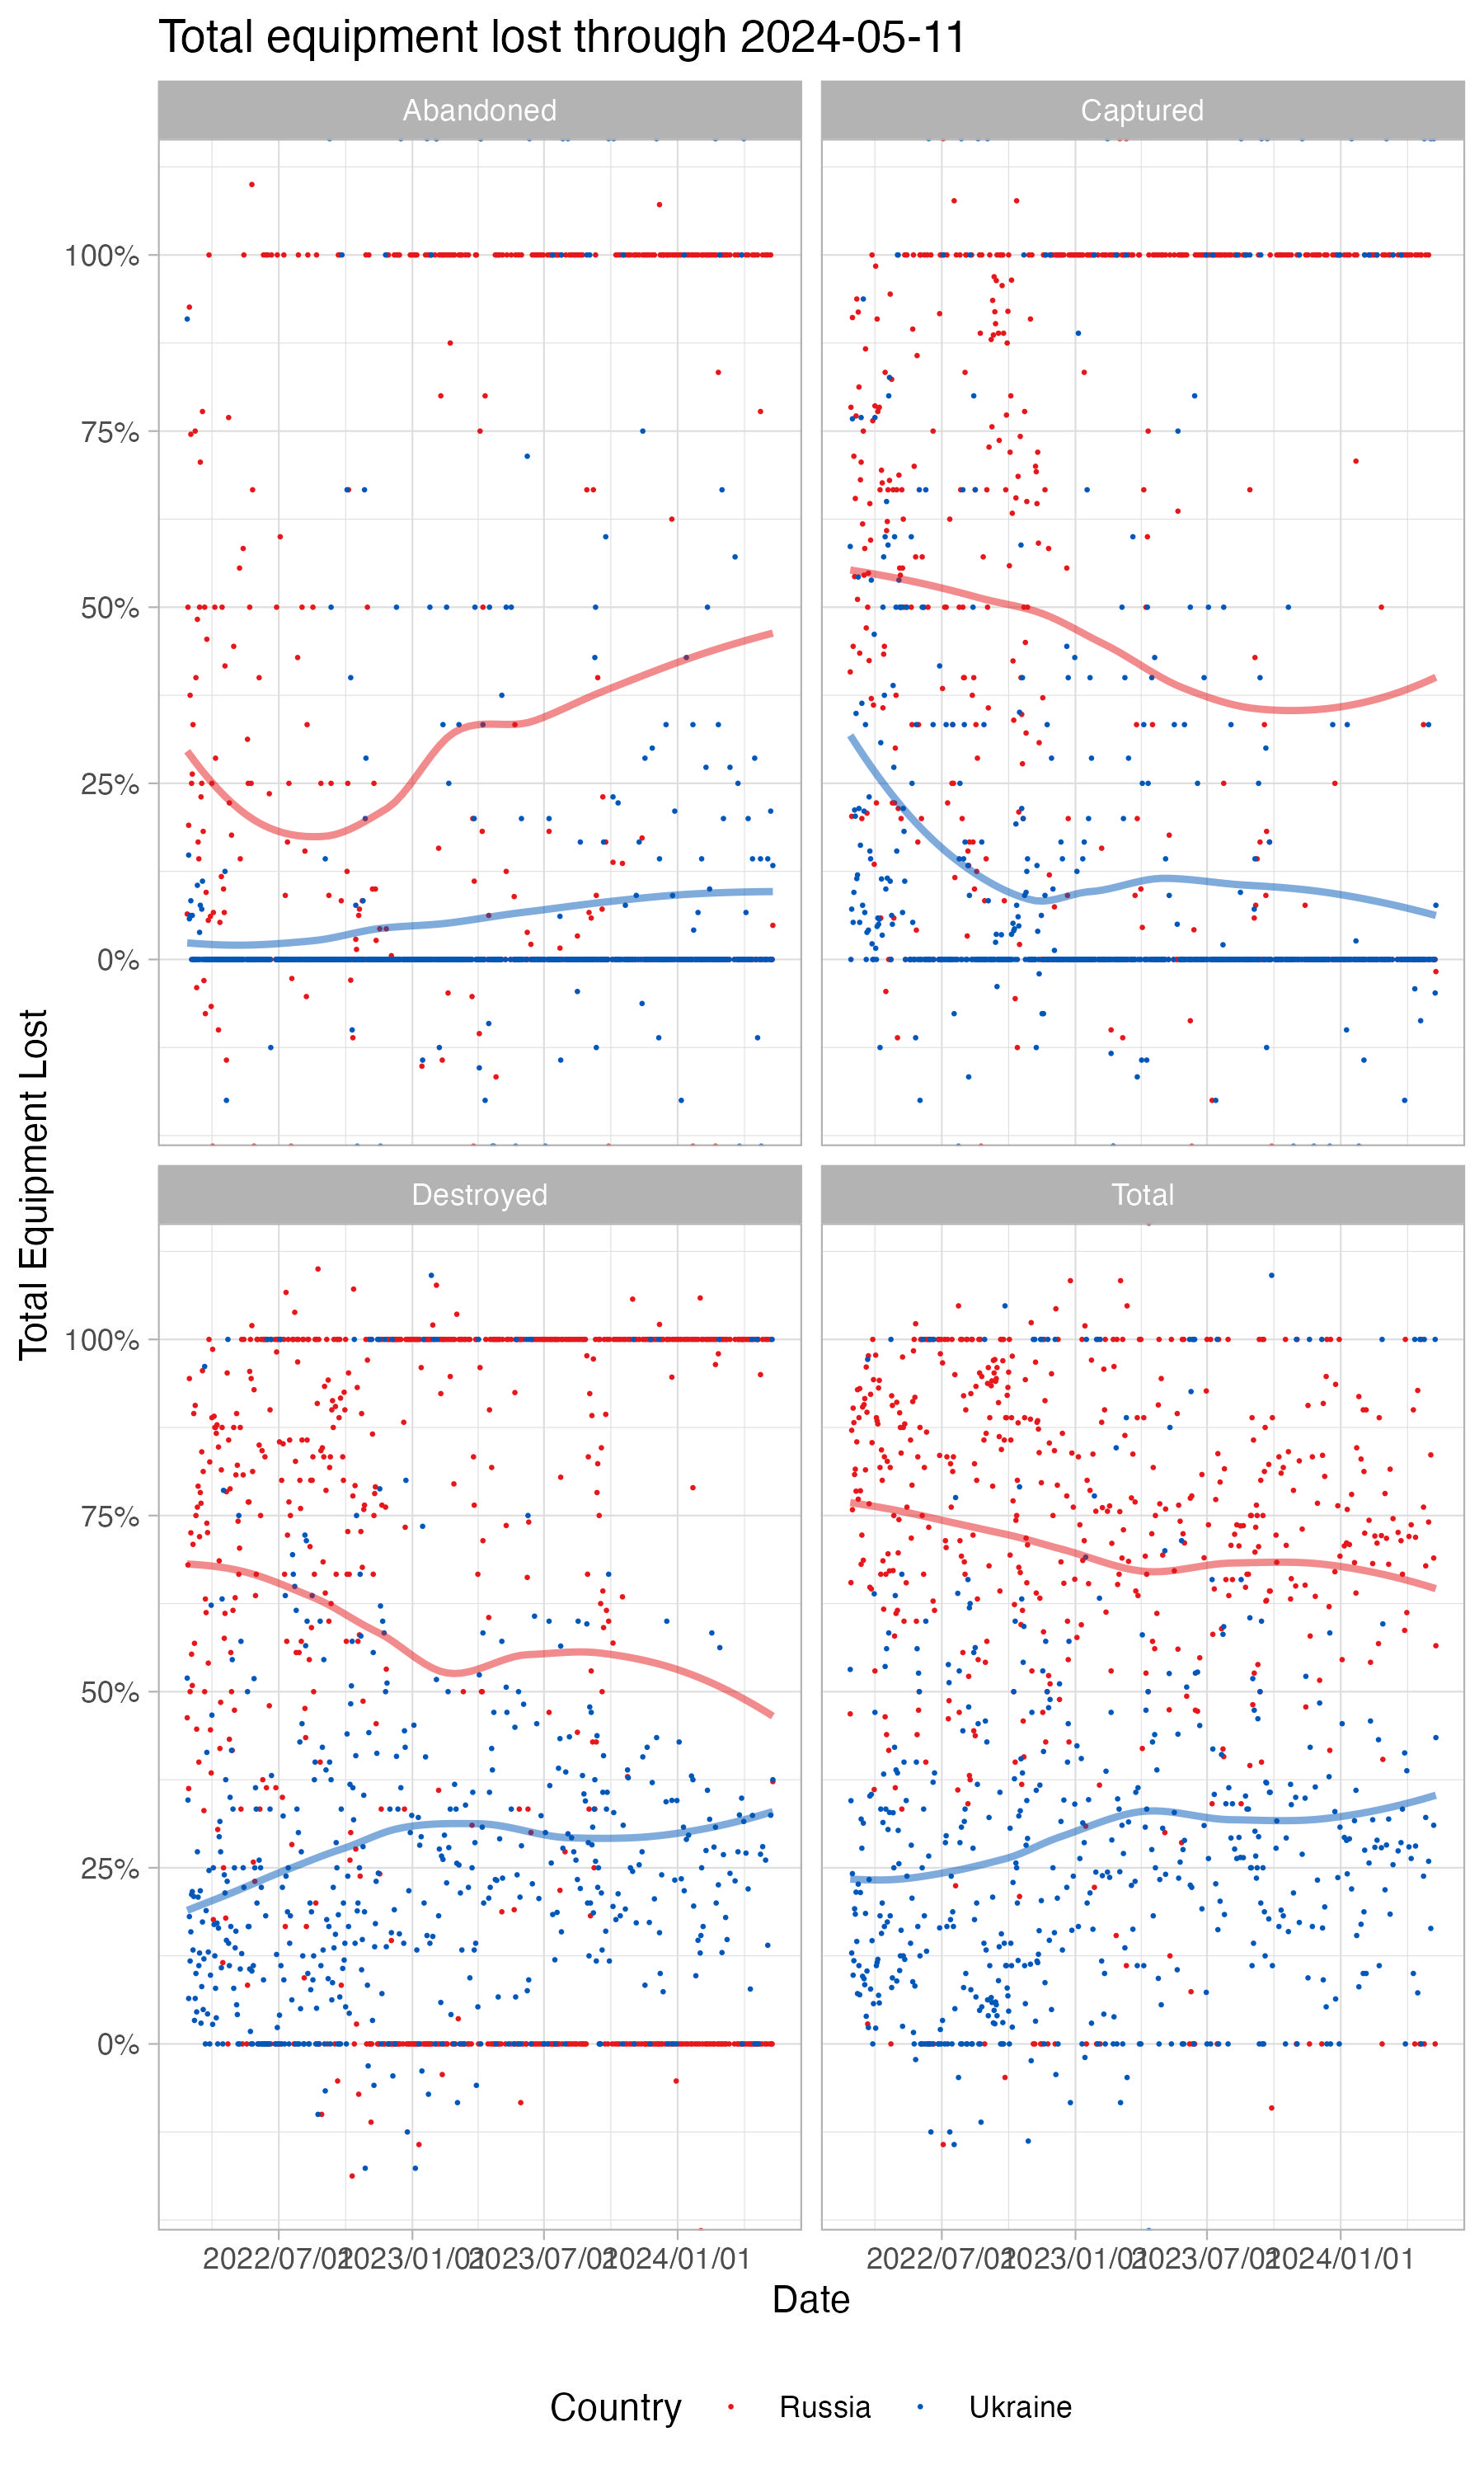 Total equipment lost through 2024-05-11
Abandoned
Captured
100%
75%
50%
25%
0%
Destroyed
Total
100%
75%
50%
25%
0%
Total Equipment Lost
2022/07/01 2023/01/01 2023/07/01 2024/01/01
2022/07/01 2023/01/01 2023/07/01 2024/01/01
Date
Country Russia Ukraine